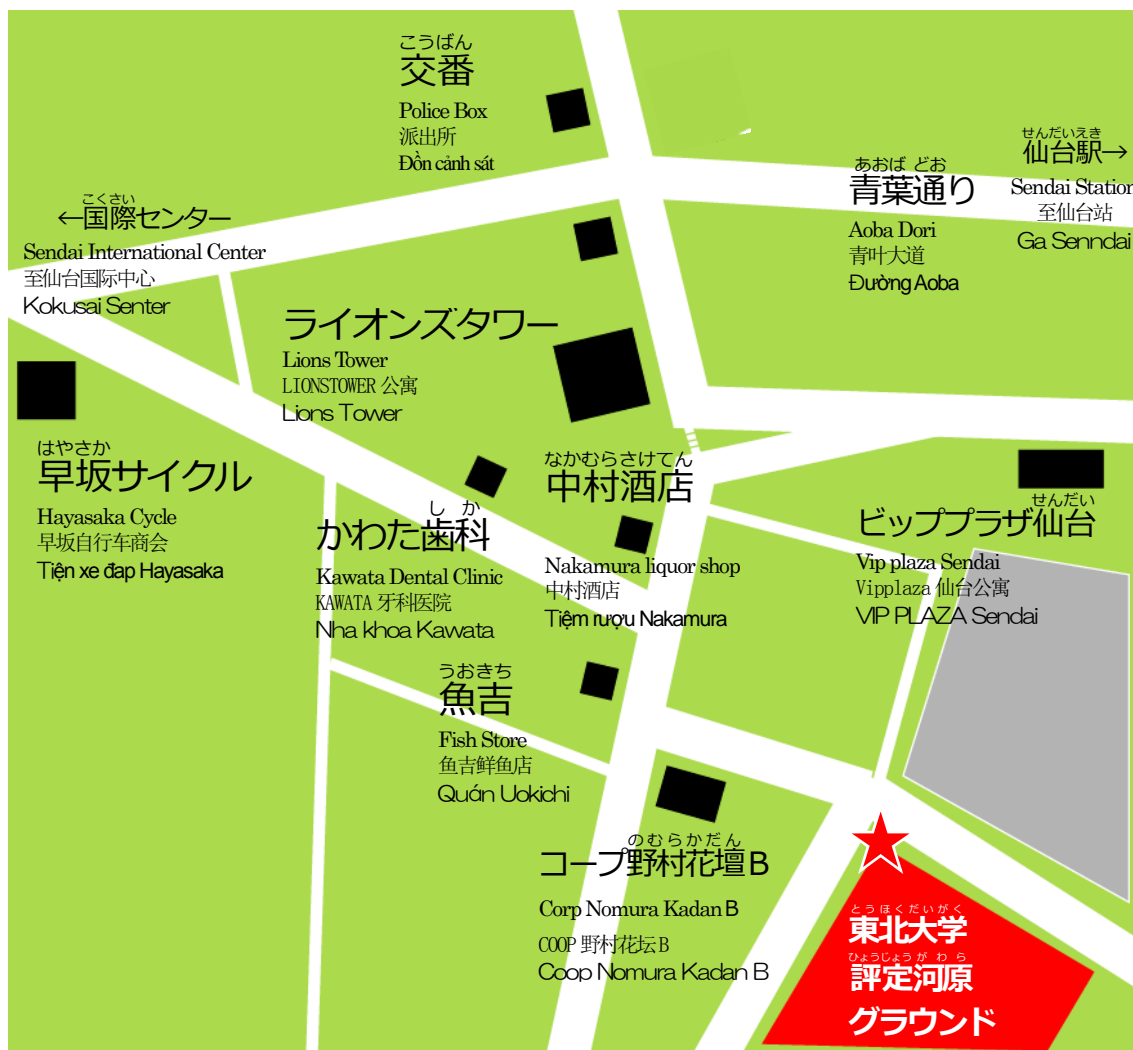 こうばん
交番
Police Box
派出所
Đồn cảnh sát
せんだいえき
仙台駅→
Sendai Station
至仙台站
Ga Senndai
あおば どお
青葉通り
Aoba Dori
青叶大道
Đường Aoba
こくさい
←国際センター
Sendai International Center
至仙台国际中心
Kokusai Senter
ライオンズタワー
Lions Tower
LIONSTOWER 公寓
Lions Tower
はやさか
早坂サイクル
Hayasaka Cycle
早坂自行车商会
Tiện xe đap Hayasaka
しか
かわた歯科
Kawata Dental Clinic
KAWATA 牙科医院
Nha khoa Kawata
なかむらさけてん
中村酒店
Nakamura liquor shop
中村酒店
Tiệm rượu Nakamura
せんだい
ビッププラザ仙台
Vip plaza Sendai
Vipplaza 仙台公寓
VIP PLAZA Sendai
うおきち
魚吉
Fish Store
鱼吉鲜鱼店
Quán Uokichi
のむらかだん
コープ野村花壇B
Corp Nomura Kadan B
COOP 野村花坛B
Coop Nomura Kadan B
とうほくだいがく
東北大学
ひょうじょうがわら
評定河原
グラウンド